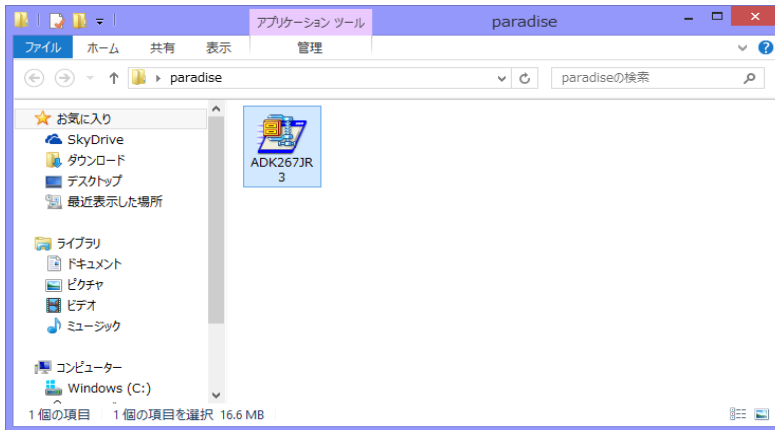 アプリケーション ツール
paradise
ファイル ホーム 共有 表示 管理
paradise
paradiseの検索
お気に入り
SkyDrive
ダウンロード
デスクトップ
最近表示した場所
ライブラリ
ドキュメント
ピクチャ
ビデオ
ミュージック
コンピューター
Windows (C:)
ADK267JR
3
1 個の項目 1 個の項目を選択 16.6 MB